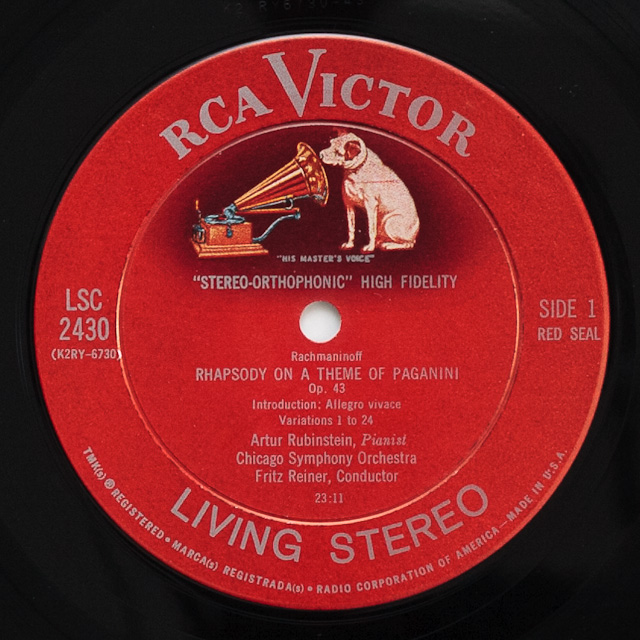 RCA VICTOR
"HIS MASTER'S VOICE"
"STEREO-ORTHOPHONIC" HIGH FIDELITY
LSC
2430
(K2RY-6730)
SIDE 1
RED SEAL
Rachmaninoff
RHAPSODY ON A THEME OF PAGANINI
Op. 43
Introduction: Allegro vivace
Variations 1 to 24
Artur Rubinstein, Pianist
Chicago Symphony Orchestra
Fritz Reiner, Conductor
23:11
LIVING STEREO
TMK(s) ® REGISTERED • MARCA(s) REGISTRADA(s) • RADIO CORPORATION OF AMERICA—MADE IN U.S.A.